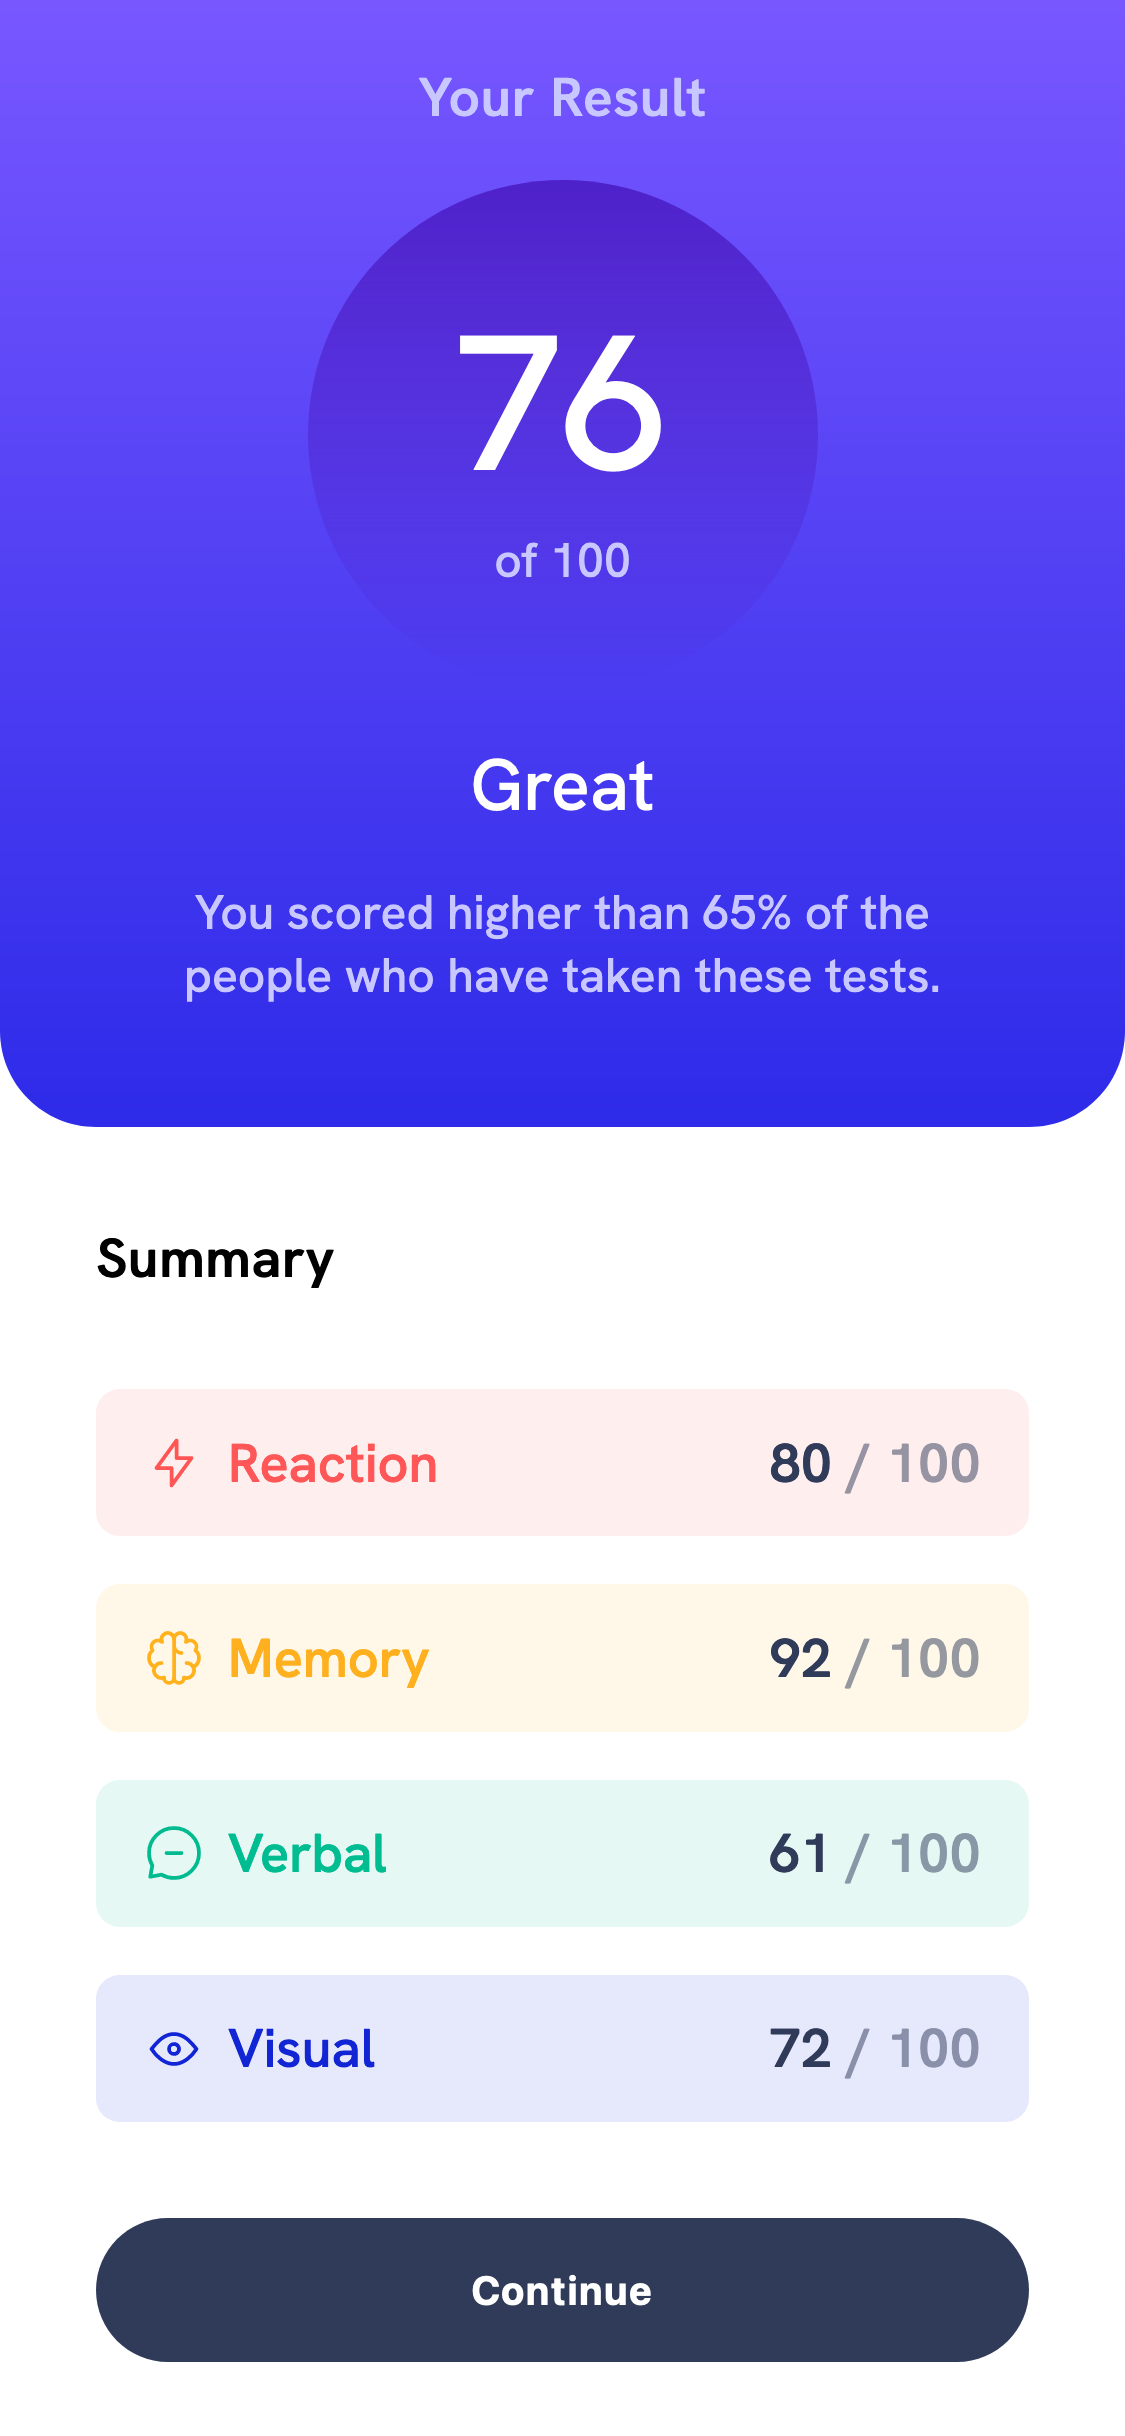 Your Result
76
of 100
Great
You scored higher than 65% of the
people who have taken these tests.
Summary
Reaction 80 / 100
Memory 92 / 100
Verbal 61 / 100
Visual 72 / 100
Continue